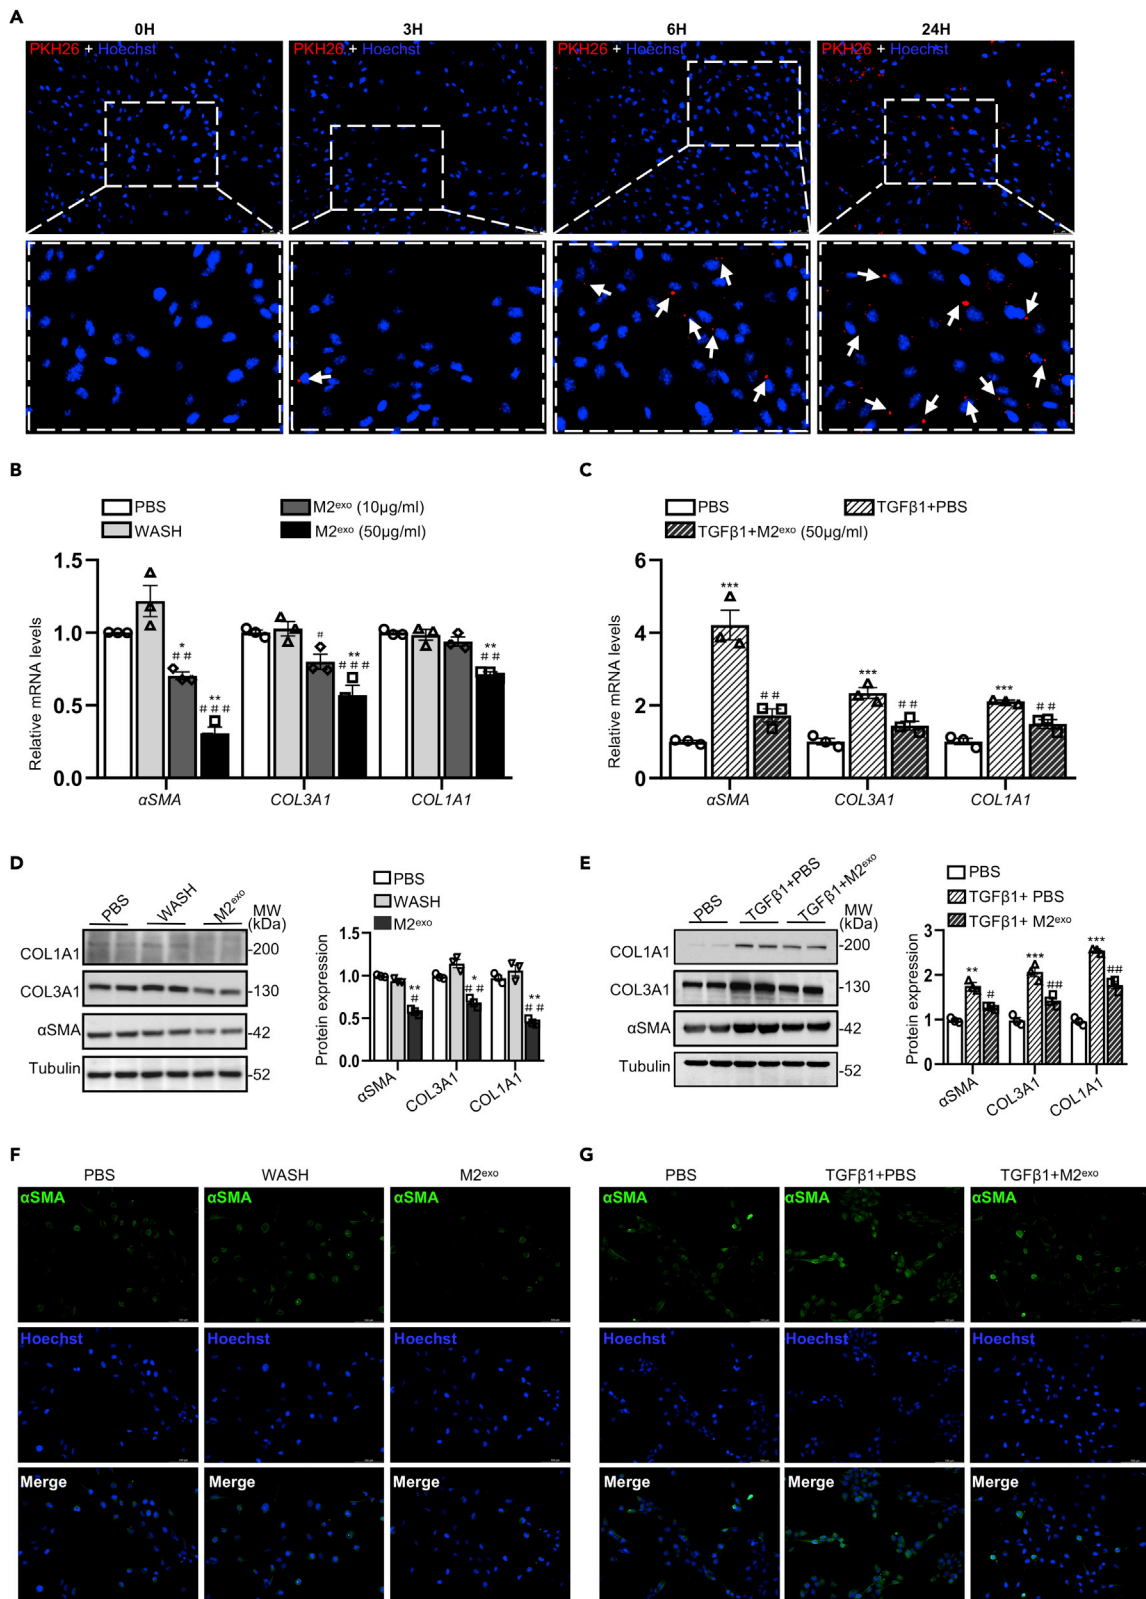 A
0H 3H 6H 24H
PKH26 + Hoechst PKH26 + Hoechst PKH26 + Hoechst PKH26 + Hoechst
B
PBS M2exo (10μg/ml)
WASH M2exo (50μg/ml)
Relative mRNA levels
1.5
1.0
0.5
0.0
*
##
**
###
#
**
###
**
##
αSMA COL3A1 COL1A1
C
PBS TGFβ1+PBS
TGFβ1+M2exo (50μg/ml)
Relative mRNA levels
6
4
2
0
***
##
***
##
***
##
αSMA COL3A1 COL1A1
D
PBS WASH M2exo MW
(kDa)
COL1A1 -200
COL3A1 -130
αSMA -42
Tubulin -52
PBS
WASH
M2exo
Protein expression
1.5
1.0
0.5
0.0
**
#
*
##
**
##
αSMA COL3A1 COL1A1
E
PBS TGFβ1+PBS TGFβ1+M2exo MW
(kDa)
COL1A1 -200
COL3A1 -130
αSMA -42
Tubulin -52
PBS
TGFβ1+ PBS
TGFβ1+ M2exo
Protein expression
3
2
1
0
**
#
***
##
***
##
αSMA COL3A1 COL1A1
F
PBS WASH M2exo
αSMA αSMA αSMA
Hoechst Hoechst Hoechst
Merge Merge Merge
G
PBS TGFβ1+PBS TGFβ1+M2exo
αSMA αSMA αSMA
Hoechst Hoechst Hoechst
Merge Merge Merge